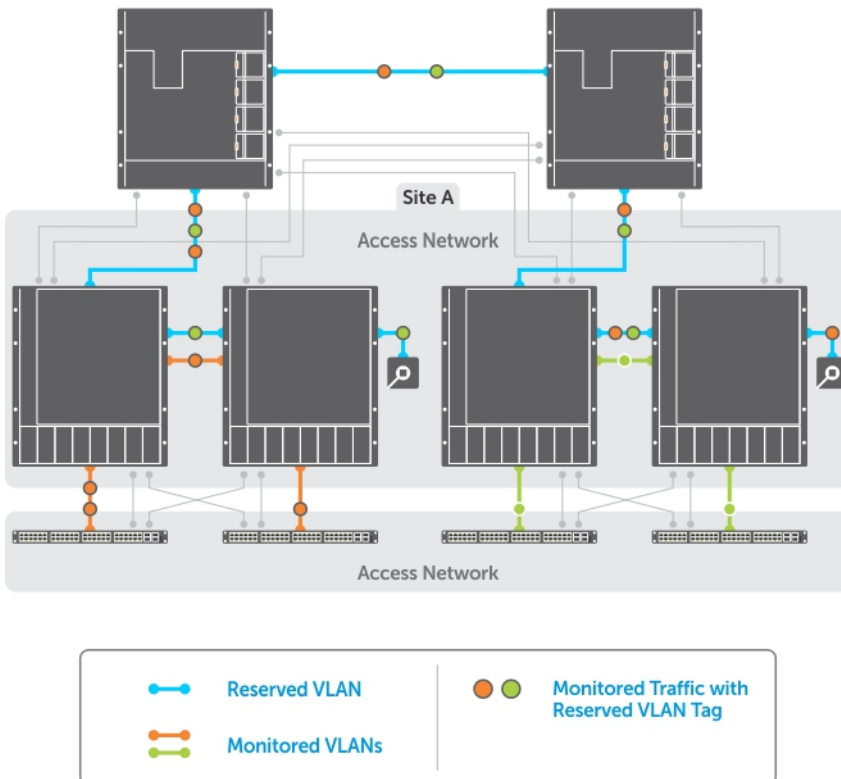 Site A
Access Network
Access Network
Reserved VLAN
Monitored VLANs
Monitored Traffic with
Reserved VLAN Tag